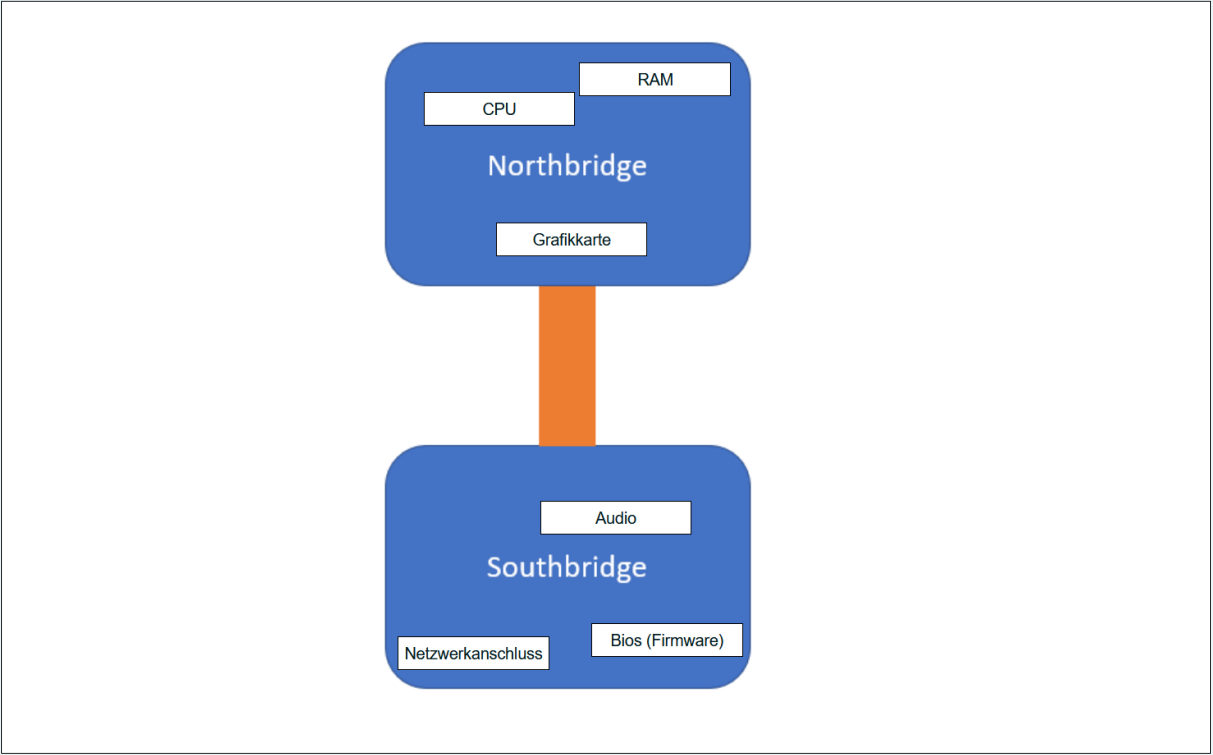 RAM
CPU
Northbridge
Grafikkarte
Audio
Southbridge
Bios (Firmware)
Netzwerkanschluss